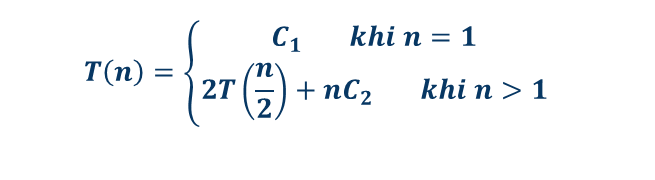 T(n) = { C₁ khi n = 1
2T(n/2) + nC₂ khi n > 1